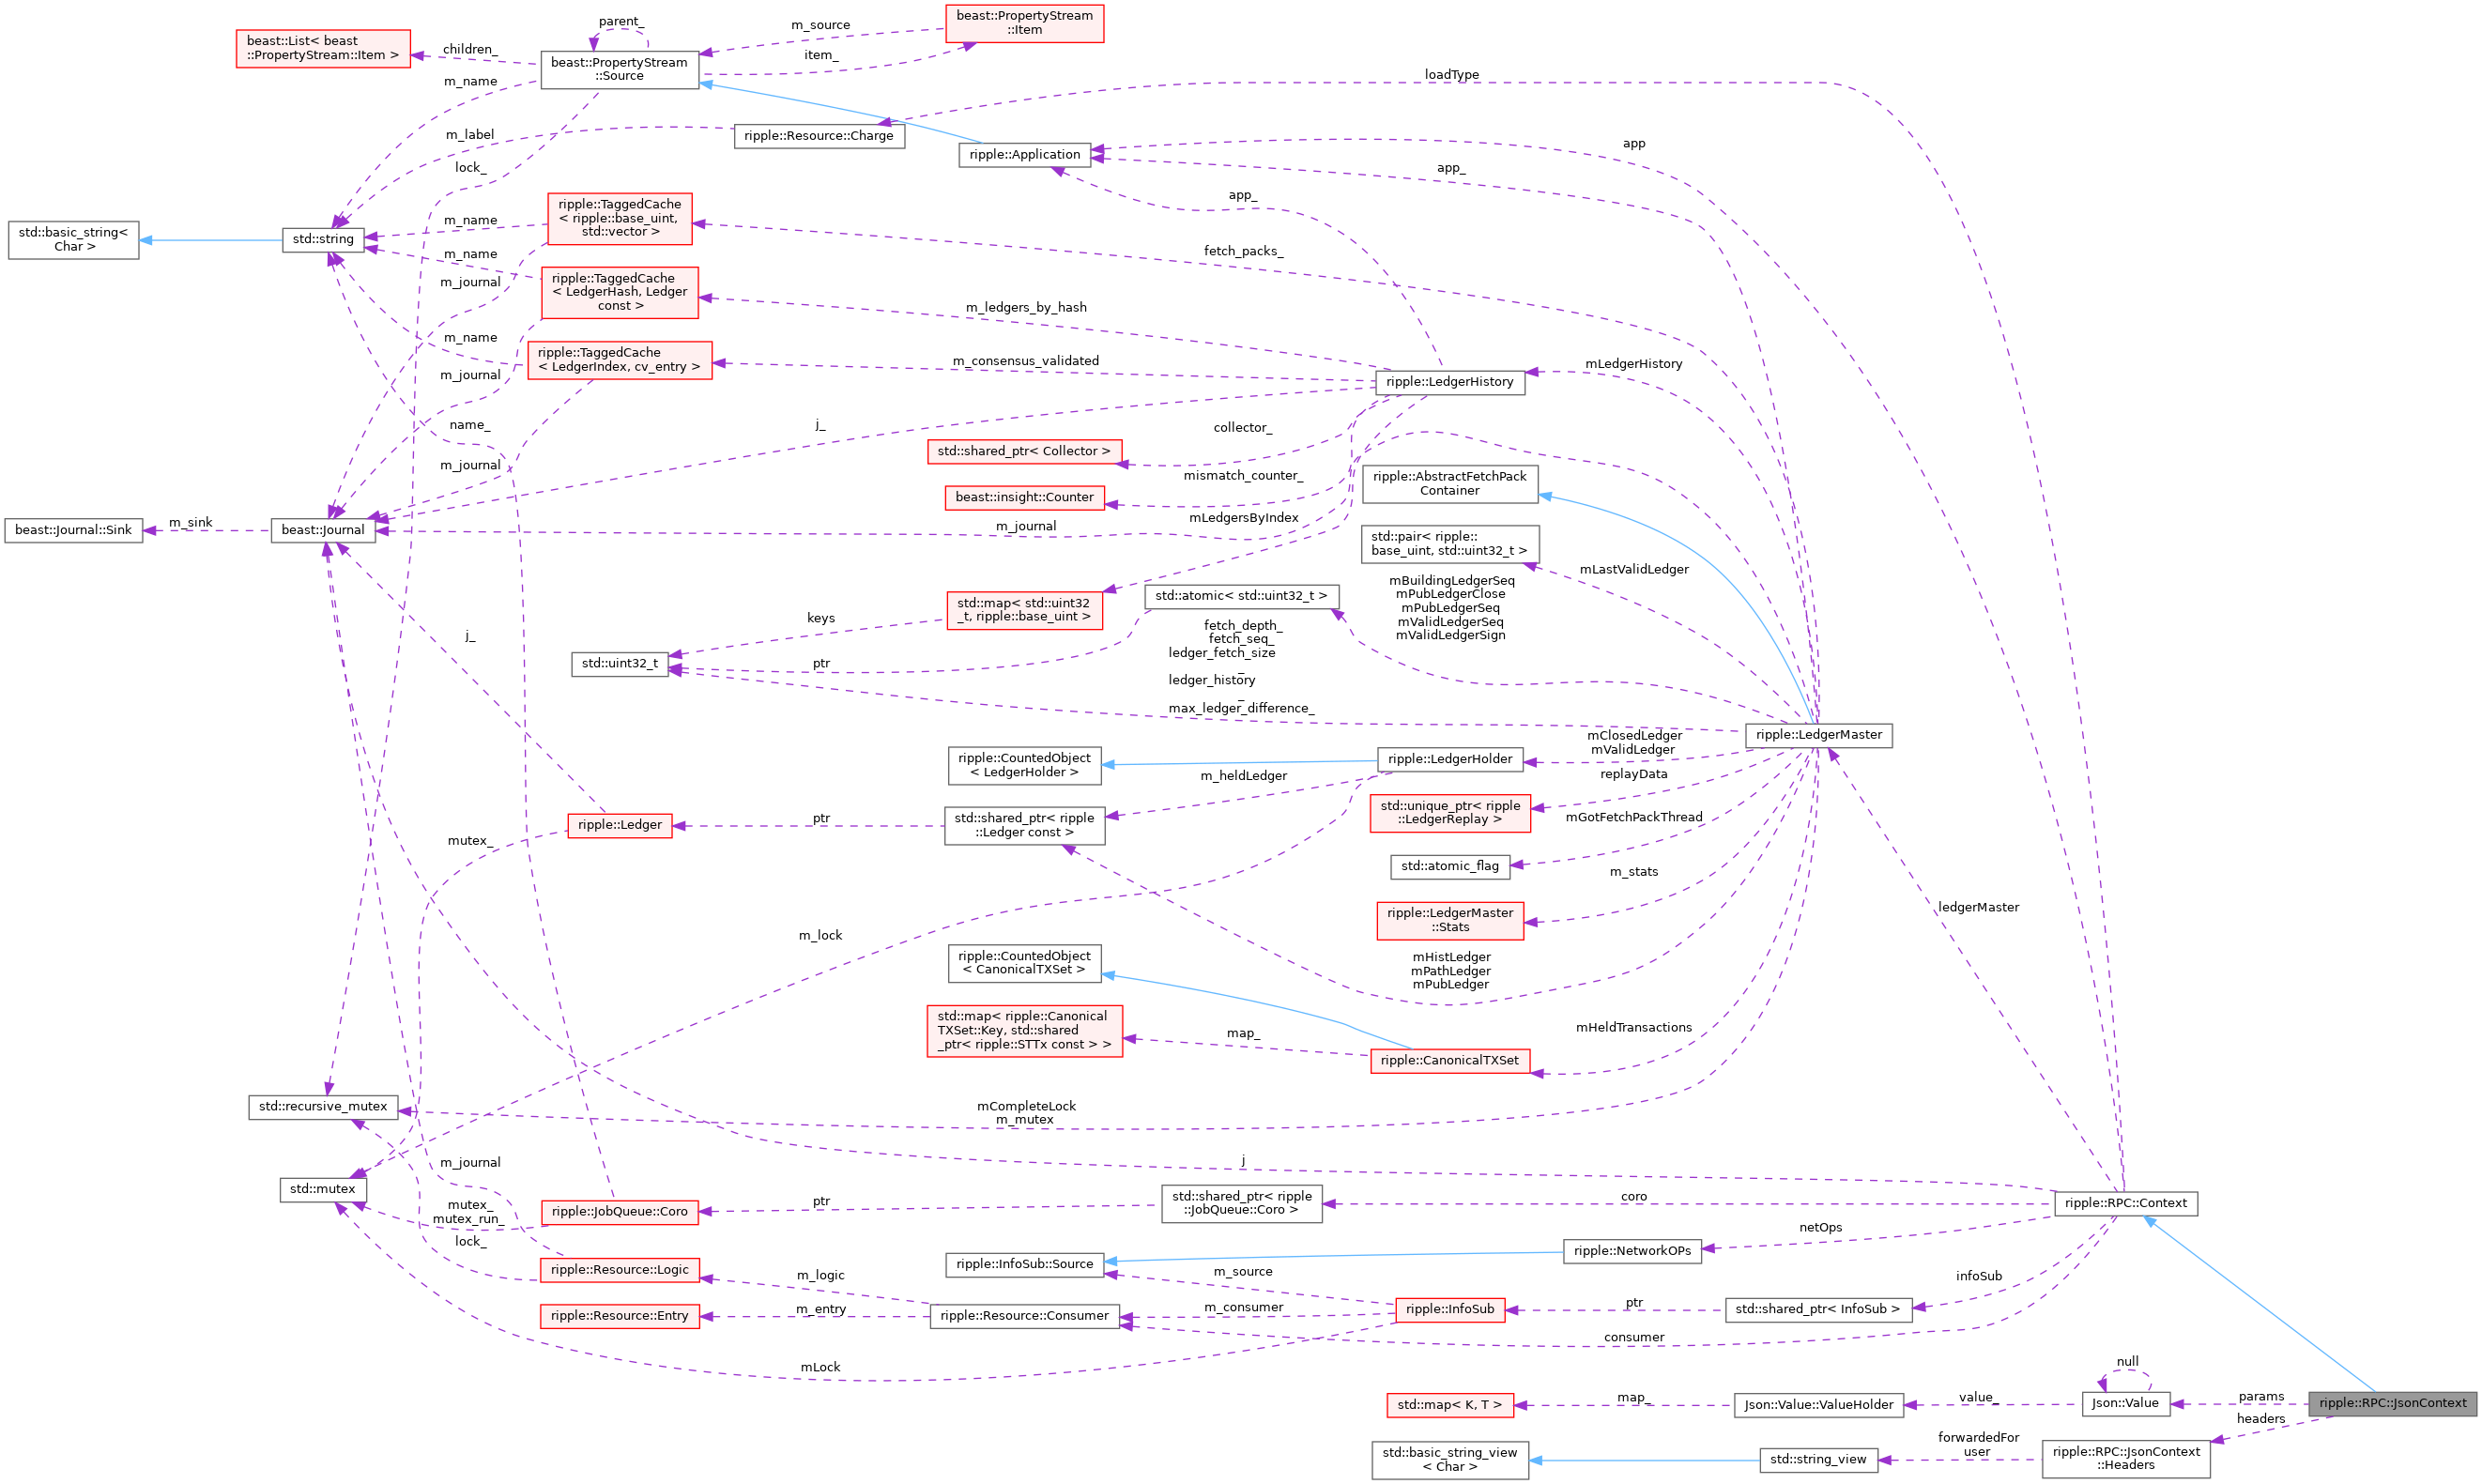 parent_
beast::PropertyStream
::Item
m_source
beast::List< beast
::PropertyStream::Item >
children_
beast::PropertyStream
::Source
item_
m_name
loadType
m_label
ripple::Resource::Charge
lock_
ripple::Application
app
app_
app_
std::basic_string<
Char >
std::string
m_name
ripple::TaggedCache
< ripple::base_uint,
std::vector >
fetch_packs_
m_name
m_journal
ripple::TaggedCache
< LedgerHash, Ledger
const >
m_ledgers_by_hash
m_name
ripple::TaggedCache
< LedgerIndex, cv_entry >
m_consensus_validated
mLedgerHistory
m_journal
ripple::LedgerHistory
name_
j_
collector_
std::shared_ptr< Collector >
m_journal
mismatch_counter_
beast::insight::Counter
ripple::AbstractFetchPack
Container
beast::Journal::Sink
m_sink
beast::Journal
m_journal
mLedgersByIndex
std::pair< ripple::
base_uint, std::uint32_t >
mLastValidLedger
std::map< std::uint32
_t, ripple::base_uint >
std::atomic< std::uint32_t >
mBuildingLedgerSeq
mPubLedgerClose
mPubLedgerSeq
mValidLedgerSeq
mValidLedgerSign
keys
j_
std::uint32_t
ptr
fetch_depth_
fetch_seq_
ledger_fetch_size
_
ledger_history
_
max_ledger_difference_
ripple::LedgerMaster
ripple::CountedObject
< LedgerHolder >
ripple::LedgerHolder
mClosedLedger
mValidLedger
m_heldLedger
replayData
std::unique_ptr< ripple
::LedgerReplay >
ripple::Ledger
ptr
std::shared_ptr< ripple
::Ledger const >
mGotFetchPackThread
mutex_
std::atomic_flag
m_stats
ripple::LedgerMaster
::Stats
ledgerMaster
m_lock
ripple::CountedObject
< CanonicalTXSet >
mHistLedger
mPathLedger
mPubLedger
std::map< ripple::Canonical
TXSet::Key, std::shared
_ptr< ripple::STTx const > >
map_
ripple::CanonicalTXSet
mHeldTransactions
std::recursive_mutex
mCompleteLock
m_mutex
m_journal
j
std::mutex
mutex_
mutex_run_
ripple::JobQueue::Coro
ptr
std::shared_ptr< ripple
::JobQueue::Coro >
coro
ripple::RPC::Context
lock_
netOps
ripple::NetworkOPs
ripple::InfoSub::Source
ripple::Resource::Logic
m_logic
m_source
infoSub
ripple::Resource::Entry
m_entry
ripple::Resource::Consumer
m_consumer
ripple::InfoSub
ptr
std::shared_ptr< InfoSub >
consumer
mLock
null
std::map< K, T >
map_
Json::Value::ValueHolder
value_
Json::Value
params
ripple::RPC::JsonContext
headers
std::basic_string_view
< Char >
std::string_view
forwardedFor
user
ripple::RPC::JsonContext
::Headers